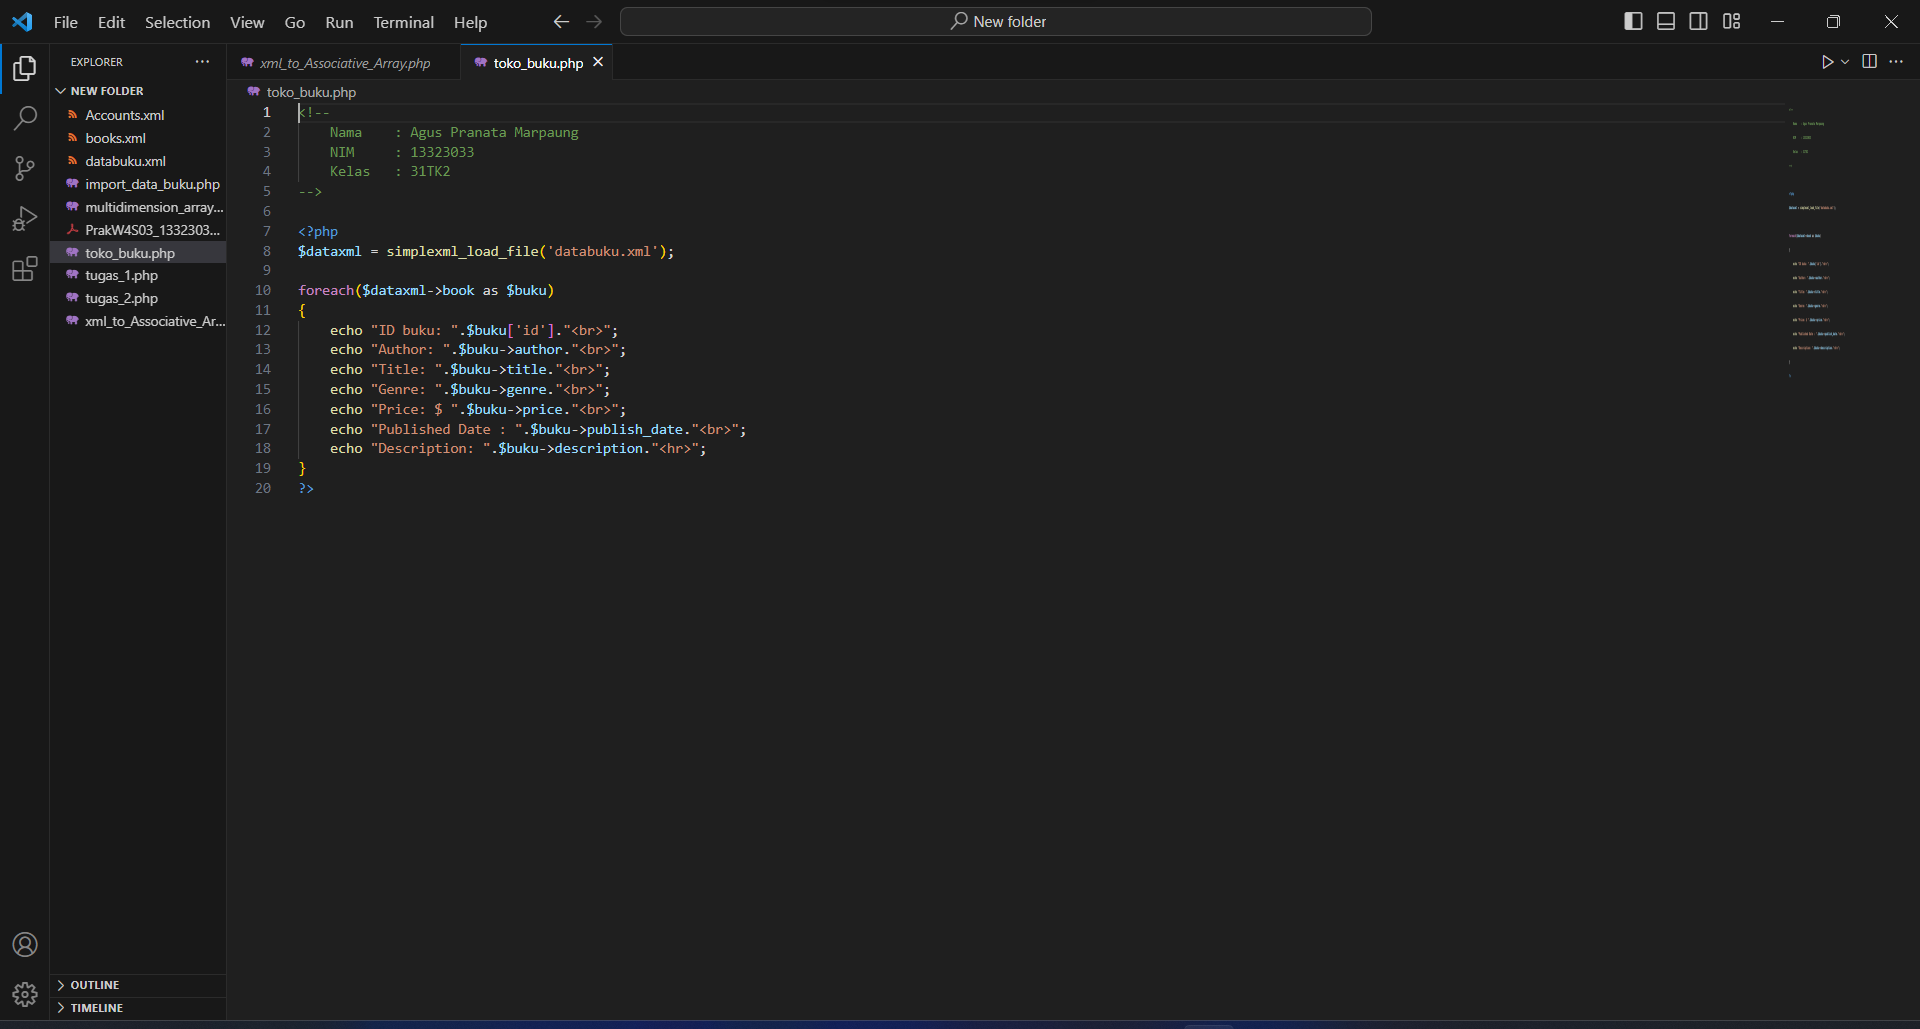 File Edit Selection View Go Run Terminal Help
New folder
EXPLORER
NEW FOLDER
Accounts.xml
books.xml
databuku.xml
import_data_buku.php
multidimension_array...
PrakW4S03_1332303...
toko_buku.php
tugas_1.php
tugas_2.php
xml_to_Associative_Ar...
OUTLINE
TIMELINE
xml_to_Associative_Array.php toko_buku.php
toko_buku.php
1 <!--
2     Nama    : Agus Pranata Marpaung
3     NIM     : 13323033
4     Kelas   : 31TK2
5 -->
6
7 <?php
8 $dataxml = simplexml_load_file('databuku.xml');
9
10 foreach($dataxml->book as $buku)
11 {
12     echo "ID buku: ".$buku['id']."<br>";
13     echo "Author: ".$buku->author."<br>";
14     echo "Title: ".$buku->title."<br>";
15     echo "Genre: ".$buku->genre."<br>";
16     echo "Price: $ ".$buku->price."<br>";
17     echo "Published Date : ".$buku->publish_date."<br>";
18     echo "Description: ".$buku->description."<hr>";
19 }
20 ?>